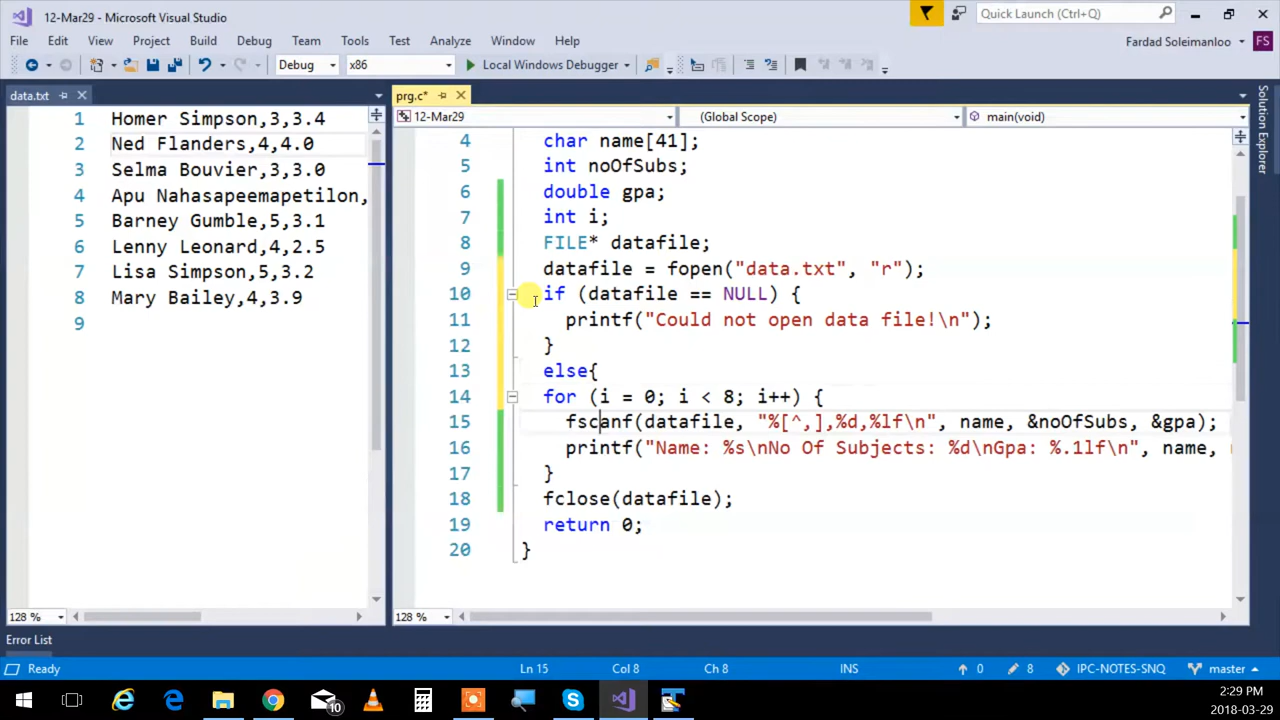 12-Mar29 - Microsoft Visual Studio
Quick Launch (Ctrl+Q)
File Edit View Project Build Debug Team Tools Test Analyze Window Help
Fardad Soleimanloo FS
Debug x86 Local Windows Debugger
data.txt
1 Homer Simpson,3,3.4
2 Ned Flanders,4,4.0
3 Selma Bouvier,3,3.0
4 Apu Nahasapeemapetilon,
5 Barney Gumble,5,3.1
6 Lenny Leonard,4,2.5
7 Lisa Simpson,5,3.2
8 Mary Bailey,4,3.9
9
128 %
prg.c*
12-Mar29 (Global Scope) main(void)
4 char name[41];
5 int noOfSubs;
6 double gpa;
7 int i;
8 FILE* datafile;
9 datafile = fopen("data.txt", "r");
10 if (datafile == NULL) {
11 printf("Could not open data file!\n");
12 }
13 else{
14 for (i = 0; i < 8; i++) {
15 fscanf(datafile, "%[^,],%d,%lf\n", name, &noOfSubs, &gpa);
16 printf("Name: %s\nNo Of Subjects: %d\nGpa: %.1lf\n", name,
17 }
18 fclose(datafile);
19 return 0;
20 }
128 %
Solution Explorer
Error List
Ready Ln 15 Col 8 Ch 8 INS 0 8 IPC-NOTES-SNQ master
10
2:29 PM
2018-03-29